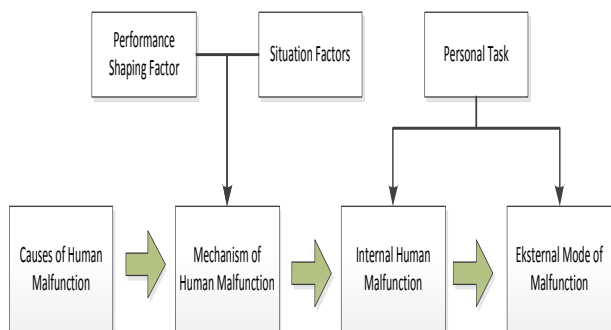 Performance
Shaping Factor
Situation Factors
Personal Task
Causes of Human
Malfunction
Mechanism of
Human Malfunction
Internal Human
Malfunction
Eksternal Mode of
Malfunction